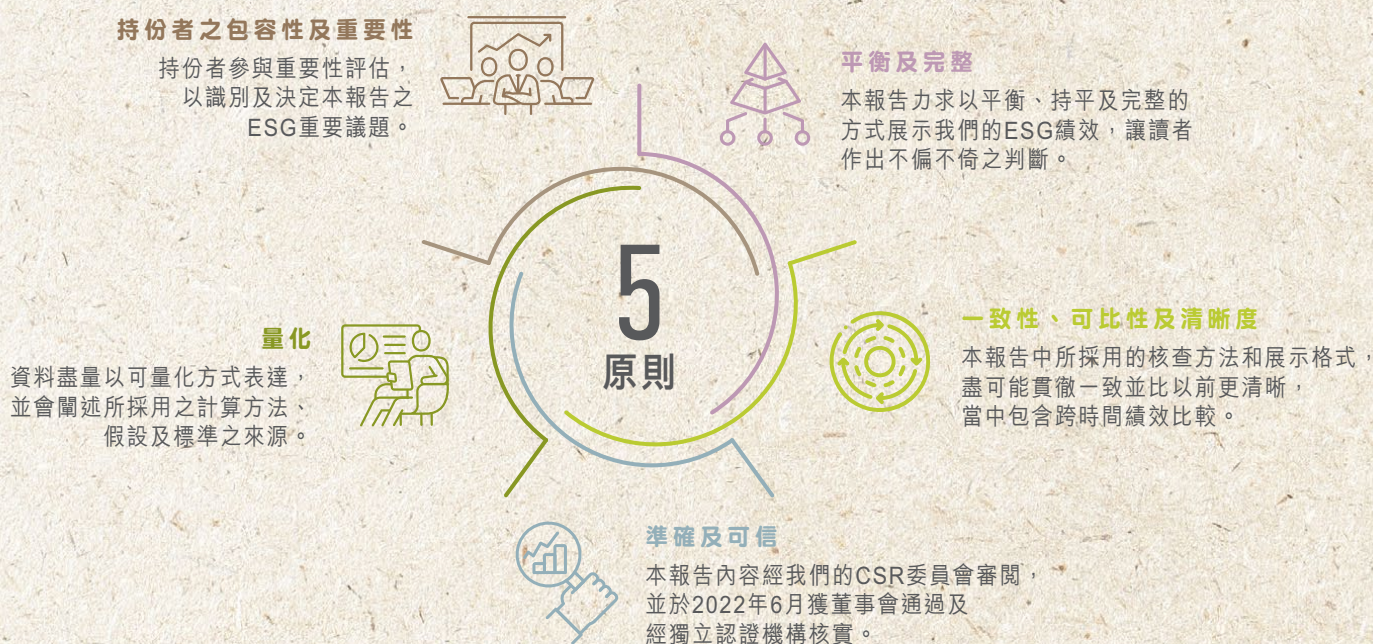 持份者之包容性及重要性
持份者參與重要性評估，
以識別及決定本報告之
ESG重要議題。
平衡及完整
本報告力求以平衡、持平及完整的
方式展示我們的ESG績效，讓讀者
作出不偏不倚之判斷。
5
原則
量化
資料盡量以可量化方式表達，
並會闡述所採用之計算方法、
假設及標準之來源。
一致性、可比性及清晰度
本報告中所採用的核查方法和展示格式，
盡可能貫徹一致並比以前更清晰，
當中包含跨時間績效比較。
準確及可信
本報告內容經我們的CSR委員會審閱，
並於2022年6月獲董事會通過及
經獨立認證機構核實。